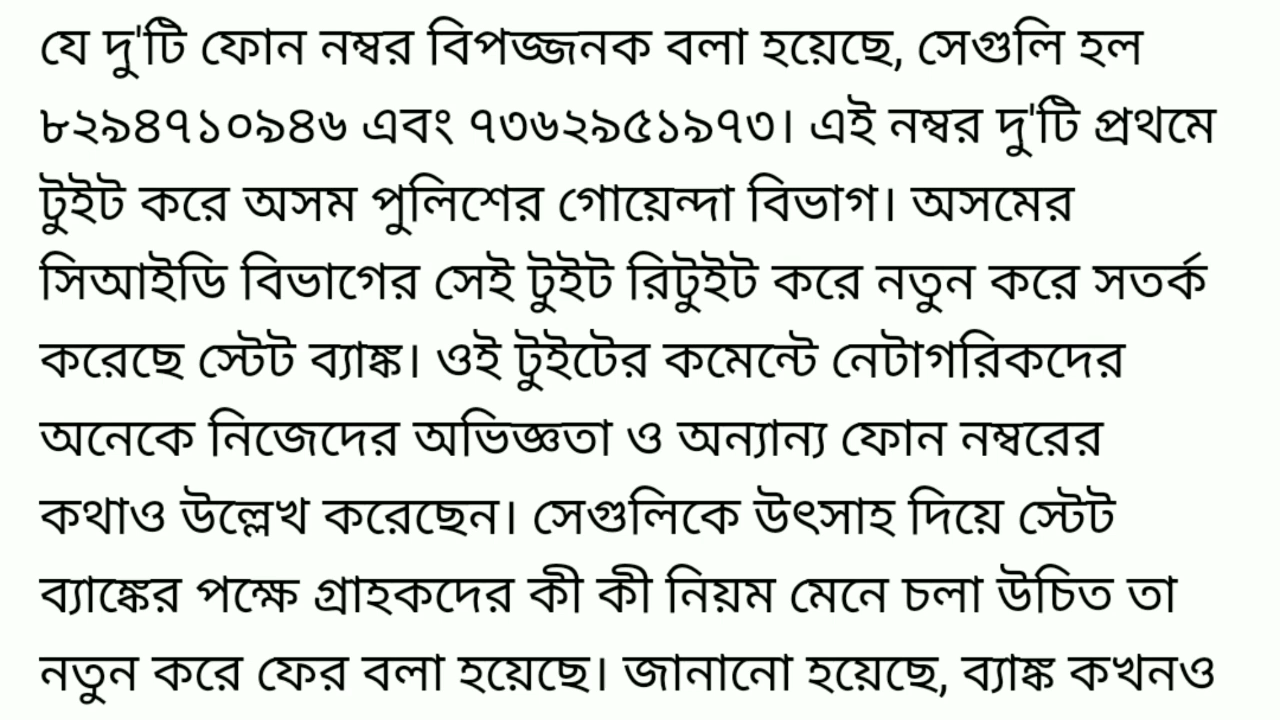 যে দু'টি ফোন নম্বর বিপজ্জনক বলা হয়েছে, সেগুলি হল
৮২৯৪৭১০৯৪৬ এবং ৭৩৬২৯৫১৯৭৩। এই নম্বর দু'টি প্রথমে
টুইট করে অসম পুলিশের গোয়েন্দা বিভাগ। অসমের
সিআইডি বিভাগের সেই টুইট রিটুইট করে নতুন করে সতর্ক
করেছে স্টেট ব্যাঙ্ক। ওই টুইটের কমেন্টে নেটাগরিকদের
অনেকে নিজেদের অভিজ্ঞতা ও অন্যান্য ফোন নম্বরের
কথাও উল্লেখ করেছেন। সেগুলিকে উৎসাহ দিয়ে স্টেট
ব্যাঙ্কের পক্ষে গ্রাহকদের কী কী নিয়ম মেনে চলা উচিত তা
নতুন করে ফের বলা হয়েছে। জানানো হয়েছে, ব্যাঙ্ক কখনও